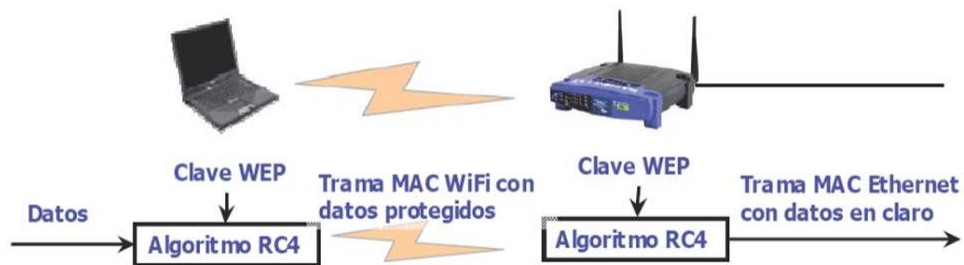 Clave WEP
Trama MAC WiFi con
datos protegidos
Clave WEP
Trama MAC Ethernet
con datos en claro
Datos
Algoritmo RC4
Algoritmo RC4